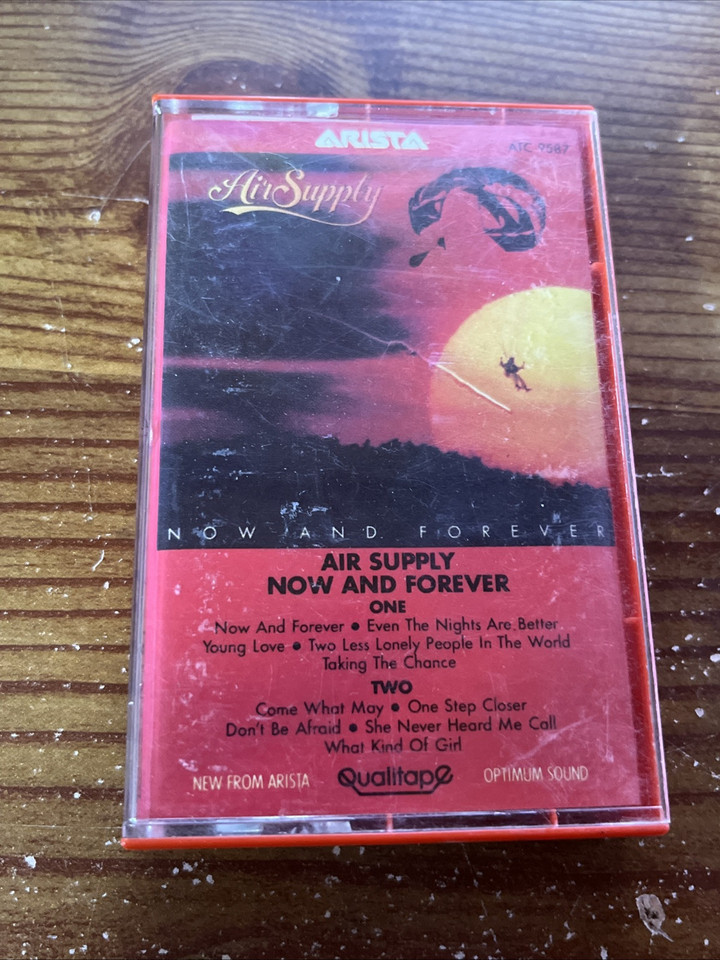 ARISTA
ATC 9587
Air Supply
NOW AND FOREVER
AIR SUPPLY
NOW AND FOREVER
ONE
Now And Forever • Even The Nights Are Better
Young Love • Two Less Lonely People In The World
Taking The Chance
TWO
Come What May • One Step Closer
Don't Be Afraid • She Never Heard Me Call
What Kind Of Girl
NEW FROM ARISTA
Qualitape
OPTIMUM SOUND